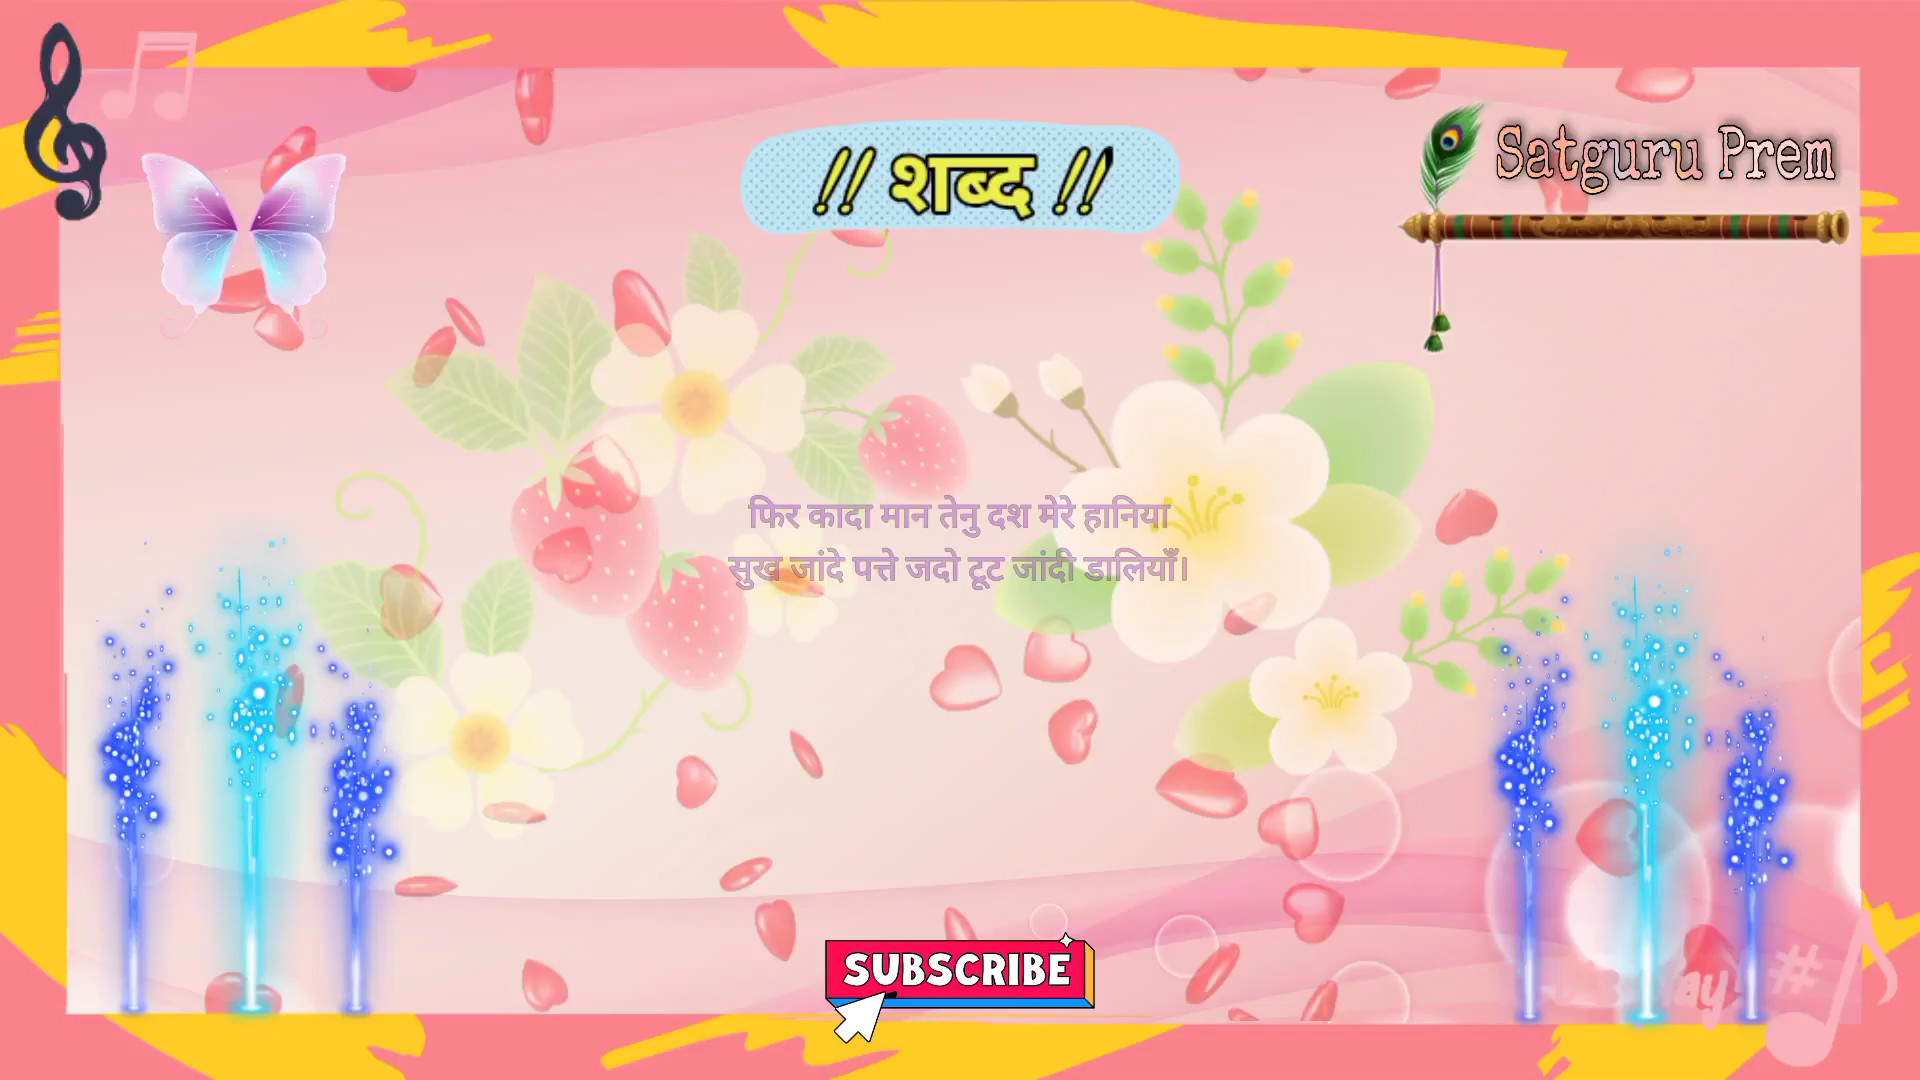 !! शब्द !!
Satguru Prem
फिर कादा मान तेनु दश मेरे हानिया
सुख जांदे पत्ते जदो टूट जांदी डालियाँ।
SUBSCRIBE